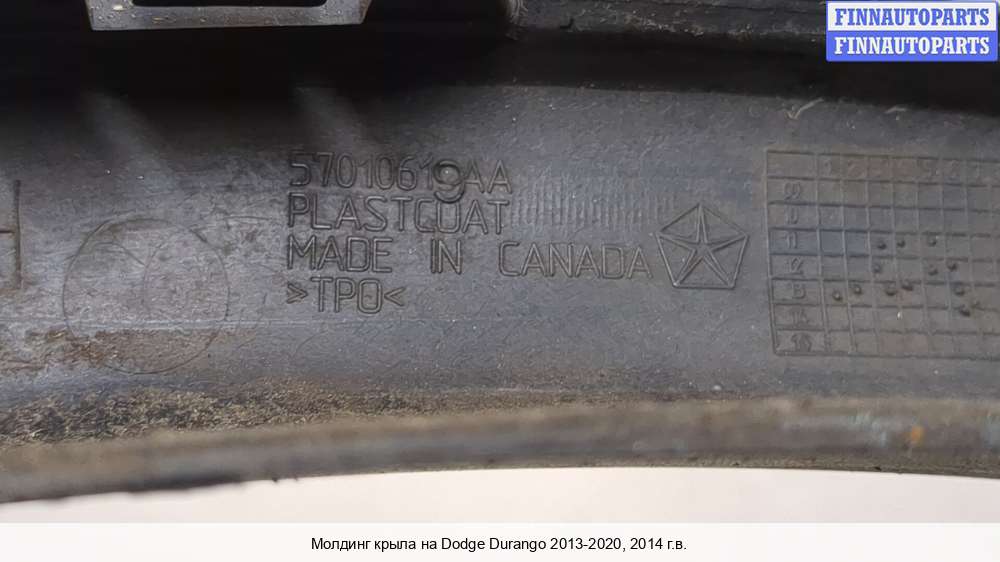 FINNAUTOPARTS
FINNAUTOPARTS
57010619AA
PLASTCOAT
MADE IN CANADA
>TPO<
Молдинг крыла на Dodge Durango 2013-2020, 2014 г.в.